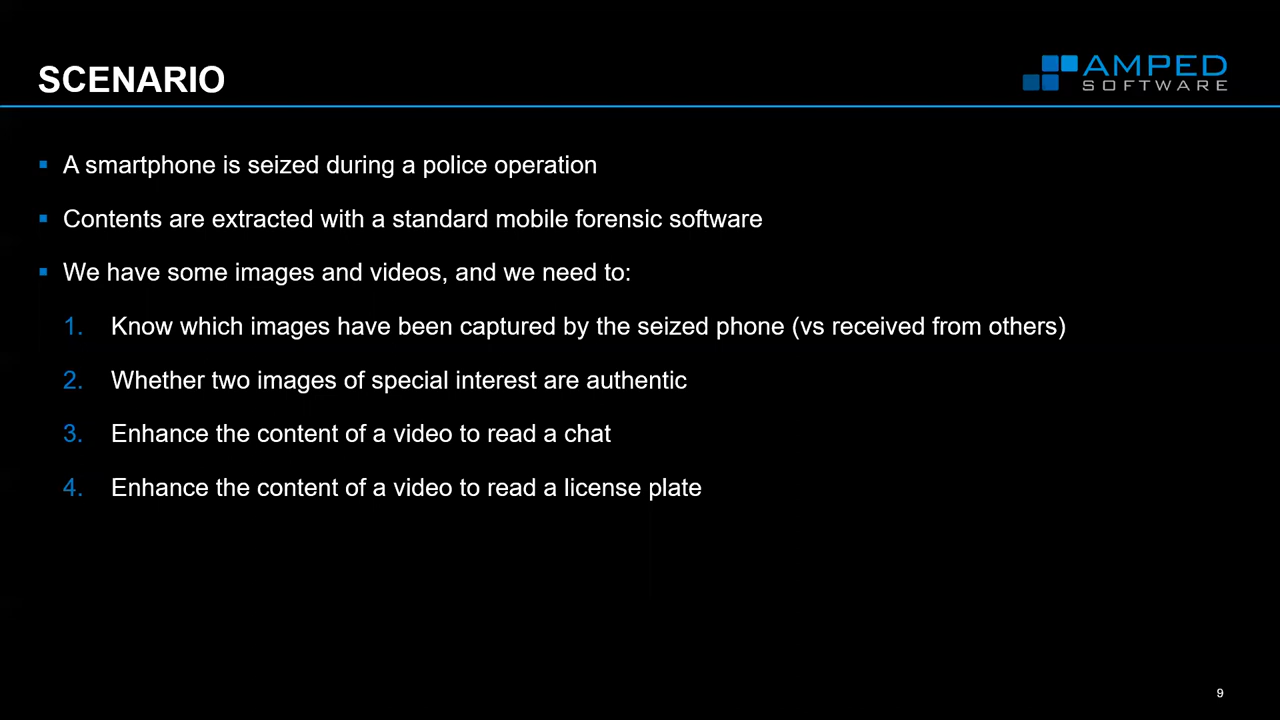 SCENARIO
AMPED
SOFTWARE
A smartphone is seized during a police operation
Contents are extracted with a standard mobile forensic software
We have some images and videos, and we need to:
1. Know which images have been captured by the seized phone (vs received from others)
2. Whether two images of special interest are authentic
3. Enhance the content of a video to read a chat
4. Enhance the content of a video to read a license plate
9